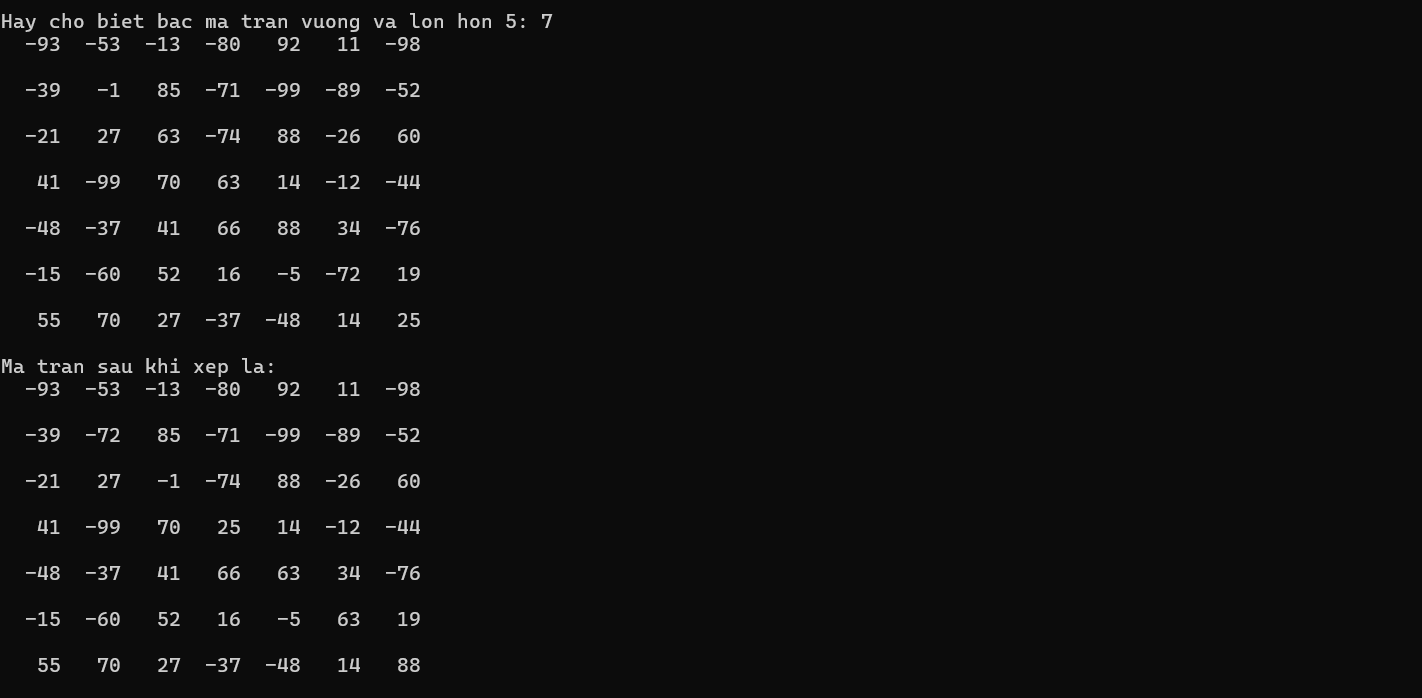 Hay cho biet bac ma tran vuong va lon hon 5: 7
  -93  -53  -13  -80   92   11  -98
  -39   -1   85  -71  -99  -89  -52
  -21   27   63  -74   88  -26   60
   41  -99   70   63   14  -12  -44
  -48  -37   41   66   88   34  -76
  -15  -60   52   16   -5  -72   19
   55   70   27  -37  -48   14   25
Ma tran sau khi xep la:
  -93  -53  -13  -80   92   11  -98
  -39  -72   85  -71  -99  -89  -52
  -21   27   -1  -74   88  -26   60
   41  -99   70   25   14  -12  -44
  -48  -37   41   66   63   34  -76
  -15  -60   52   16   -5   63   19
   55   70   27  -37  -48   14   88